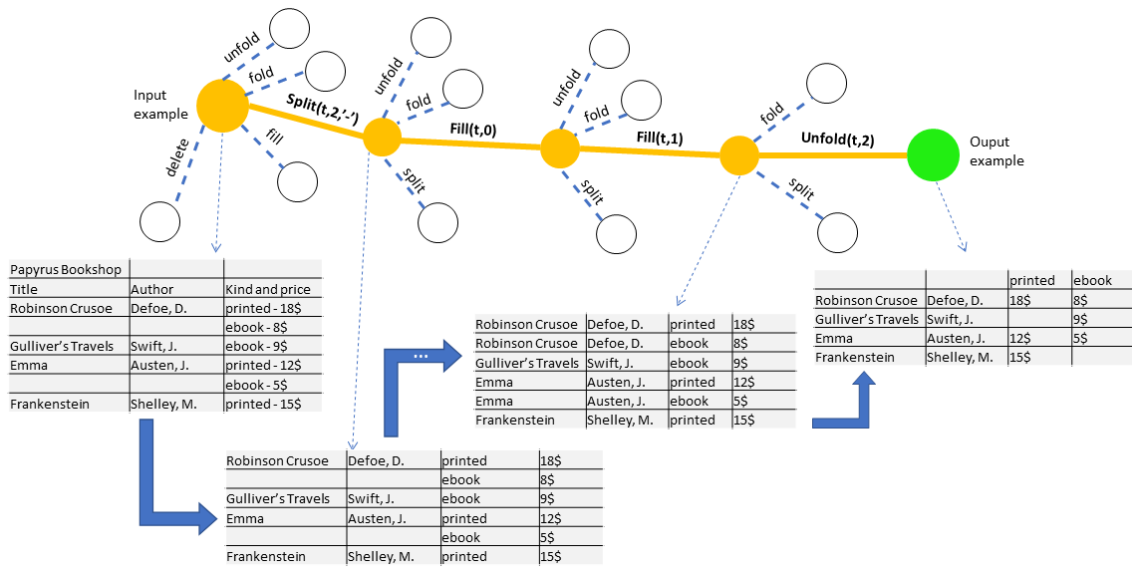 unfold
fold
Input
example
Split(t,2,'-')
delete
fill
unfold
fold
Fill(t,0)
split
unfold
fold
Fill(t,1)
split
fold
Unfold(t,2)
split
Ouput
example
Papyrus Bookshop
Title Author Kind and price
Robinson Crusoe Defoe, D. printed - 18$
ebook - 8$
Gulliver's Travels Swift, J. ebook - 9$
Emma Austen, J. printed - 12$
ebook - 5$
Frankenstein Shelley, M. printed - 15$
...
Robinson Crusoe Defoe, D. printed 18$
ebook 8$
Gulliver's Travels Swift, J. ebook 9$
Emma Austen, J. printed 12$
ebook 5$
Frankenstein Shelley, M. printed 15$
Robinson Crusoe Defoe, D. printed 18$
Robinson Crusoe Defoe, D. ebook 8$
Gulliver's Travels Swift, J. ebook 9$
Emma Austen, J. printed 12$
Emma Austen, J. ebook 5$
Frankenstein Shelley, M. printed 15$
printed ebook
Robinson Crusoe Defoe, D. 18$ 8$
Gulliver's Travels Swift, J. 9$
Emma Austen, J. 12$ 5$
Frankenstein Shelley, M. 15$